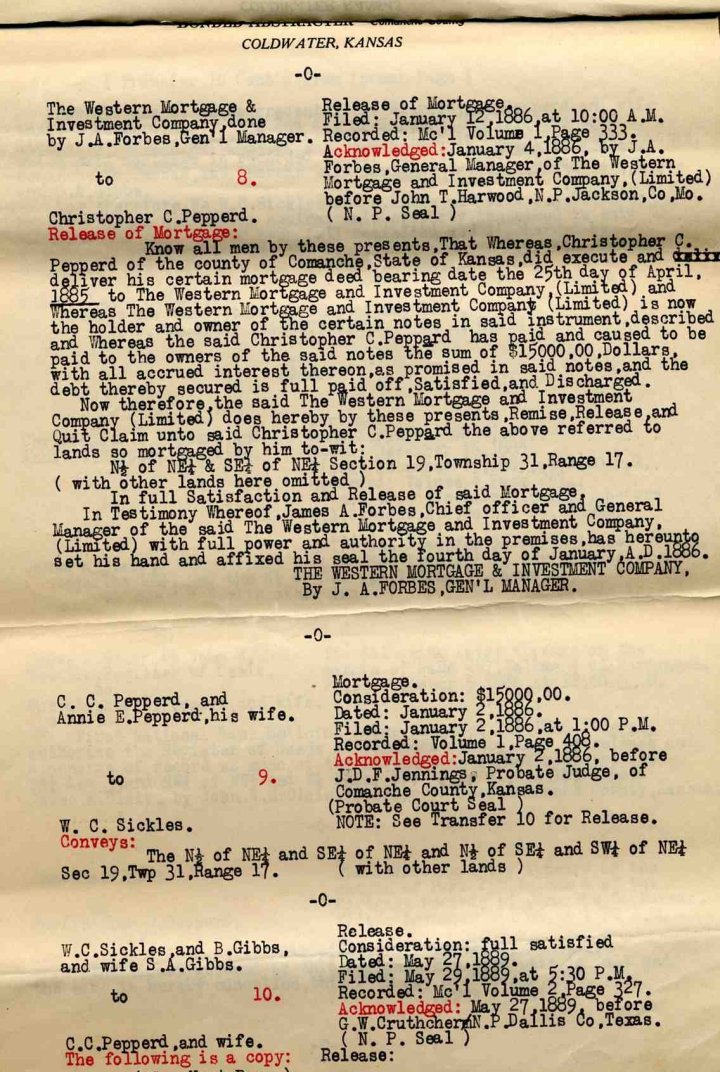 BONDED ABSTRACTER Comanche County
COLDWATER, KANSAS
-0-
The Western Mortgage &
Investment Company,done
by J.A.Forbes,Gen'l Manager.
to 8.
Christopher C.Pepperd.
Release of Mortgage.
Filed: January 12,1886,at 10:00 A.M.
Recorded: Mc'l Volume 1,Page 333.
Acknowledged:January 4,1886, by J.A.
Forbes,General Manager,of The Western
Mortgage and Investment Company,(Limited)
before John T.Harwood,N.P.Jackson,Co,Mo.
( N. P. Seal )
Release of Mortgage:
Know all men by these presents,That Whereas,Christopher C.
Pepperd of the county of Comanche,State of Kansas,did execute and
deliver his certain mortgage deed bearing date the 25th day of April,
1885, to The Western Mortgage and Investment Company,(Limited) and
Whereas The Western Mortgage and Investment Company (Limited) is now
the holder and owner of the certain notes in said instrument,described
and Whereas the said Christopher C.Peppard has paid and caused to be
paid to the owners of the said notes the sum of $15000,00,Dollars,
with all accrued interest thereon,as promised in said notes,and the
debt thereby secured is full paid off,Satisfied,and Discharged.
Now therefore,the said The Western Mortgage and Investment
Company (Limited) does hereby by these presents,Remise,Release,and
Quit Claim unto said Christopher C.Peppard the above referred to
lands so mortgaged by him to-wit:
N½ of NE¼ & SE¼ of NE¼ Section 19,Township 31,Range 17.
( with other lands here omitted )
In full Satisfaction and Release of said Mortgage,
In Testimony Whereof,James A.Forbes,Chief officer and General
Manager of the said The Western Mortgage and Investment Company,
(Limited) with full power and authority in the premises,has hereunto
set his hand and affixed his seal the fourth day of January,A.D.1886.
THE WESTERN MORTGAGE & INVESTMENT COMPANY,
By J. A.FORBES,GEN'L MANAGER.
-0-
C. C. Pepperd, and
Annie E.Pepperd,his wife.
to 9.
W. C. Sickles.
Mortgage.
Consideration: $15000,00.
Dated: January 2,1886.
Filed: January 2,1886,at 1:00 P.M.
Recorded: Volume 1,Page 408.
Acknowledged:January 2,1886, before
J.D.F.Jennings, Probate Judge, of
Comanche County,Kansas.
(Probate Court Seal )
NOTE: See Transfer 10 for Release.
Conveys:
The N½ of NE¼ and SE¼ of NE¼ and N½ of SE¼ and SW¼ of NE¼
Sec 19,Twp 31,Range 17. ( with other lands )
-0-
W.C.Sickles,and B.Gibbs,
and wife S.A.Gibbs.
to 10.
C.C.Pepperd,and wife.
Release.
Consideration: full satisfied
Dated: May 27,1889.
Filed: May 29,1889,at 5:30 P.M.
Recorded: Mc'l Volume 2,Page 327.
Acknowledged: May 27,1889, before
G.W.Cruthcher,N.P.Dallis Co,Texas.
( N. P. Seal )
The following is a copy: Release: